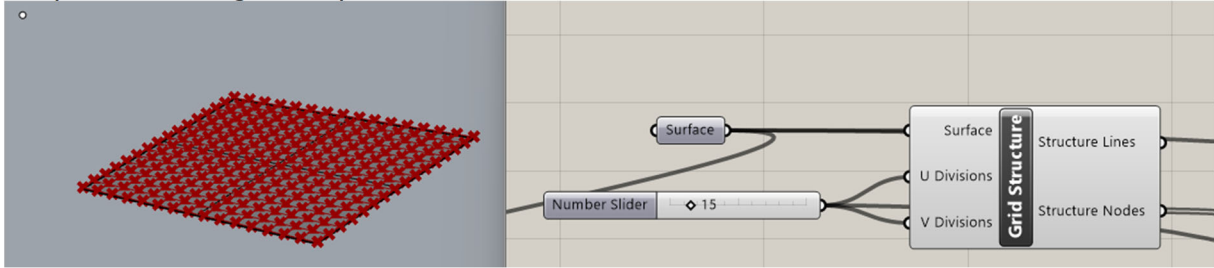 Surface
Number Slider
15
Surface
U Divisions
V Divisions
Grid Structure
Structure Lines
Structure Nodes